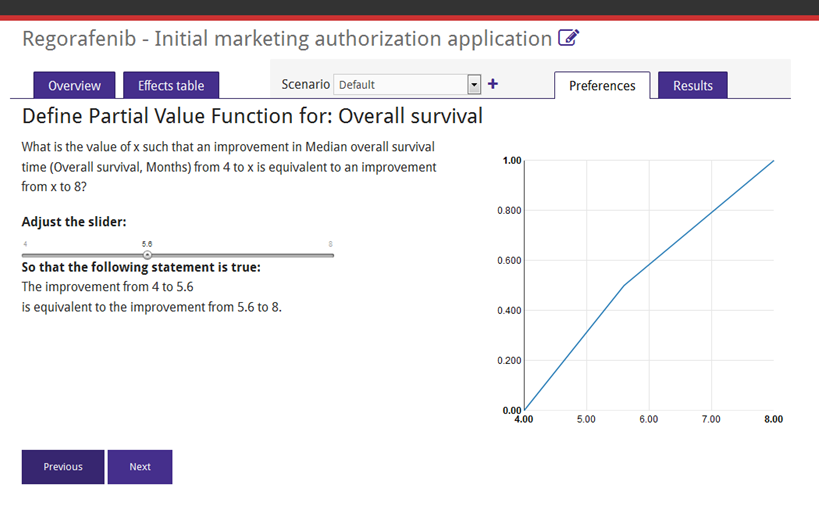 Regorafenib - Initial marketing authorization application
Overview
Effects table
Scenario
Default
+
Preferences
Results
Define Partial Value Function for: Overall survival
What is the value of x such that an improvement in Median overall survival
time (Overall survival, Months) from 4 to x is equivalent to an improvement
from x to 8?
Adjust the slider:
4 5.6 8
So that the following statement is true:
The improvement from 4 to 5.6
is equivalent to the improvement from 5.6 to 8.
1.00
0.800
0.600
0.400
0.200
0.00
4.00 5.00 6.00 7.00 8.00
Previous
Next